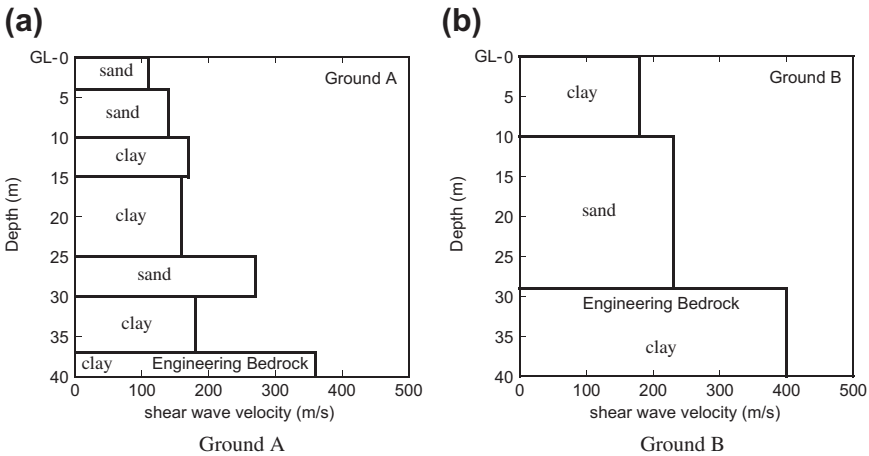 (a)
GL-0
5
10
15
20
25
30
35
40
Depth (m)
Ground A
sand
sand
clay
clay
sand
clay
clay
Engineering Bedrock
0 100 200 300 400 500
shear wave velocity (m/s)
Ground A
(b)
GL-0
5
10
15
20
25
30
35
40
Depth (m)
Ground B
clay
sand
Engineering Bedrock
clay
0 100 200 300 400 500
shear wave velocity (m/s)
Ground B